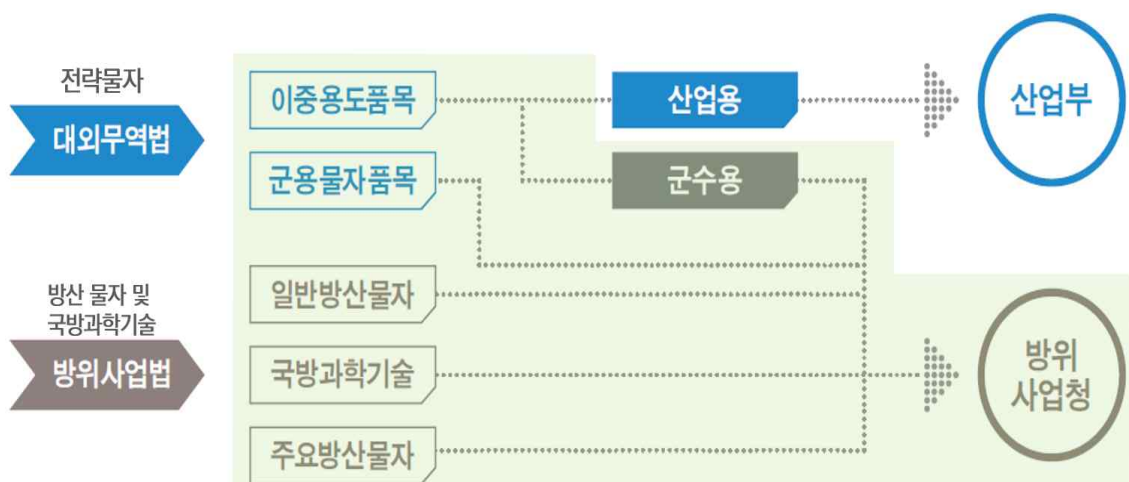 전략물자
대외무역법
이중용도품목
산업용
산업부
군용물자품목
군수용
방산 물자 및
국방과학기술
방위사업법
일반방산물자
국방과학기술
주요방산물자
방위
사업청